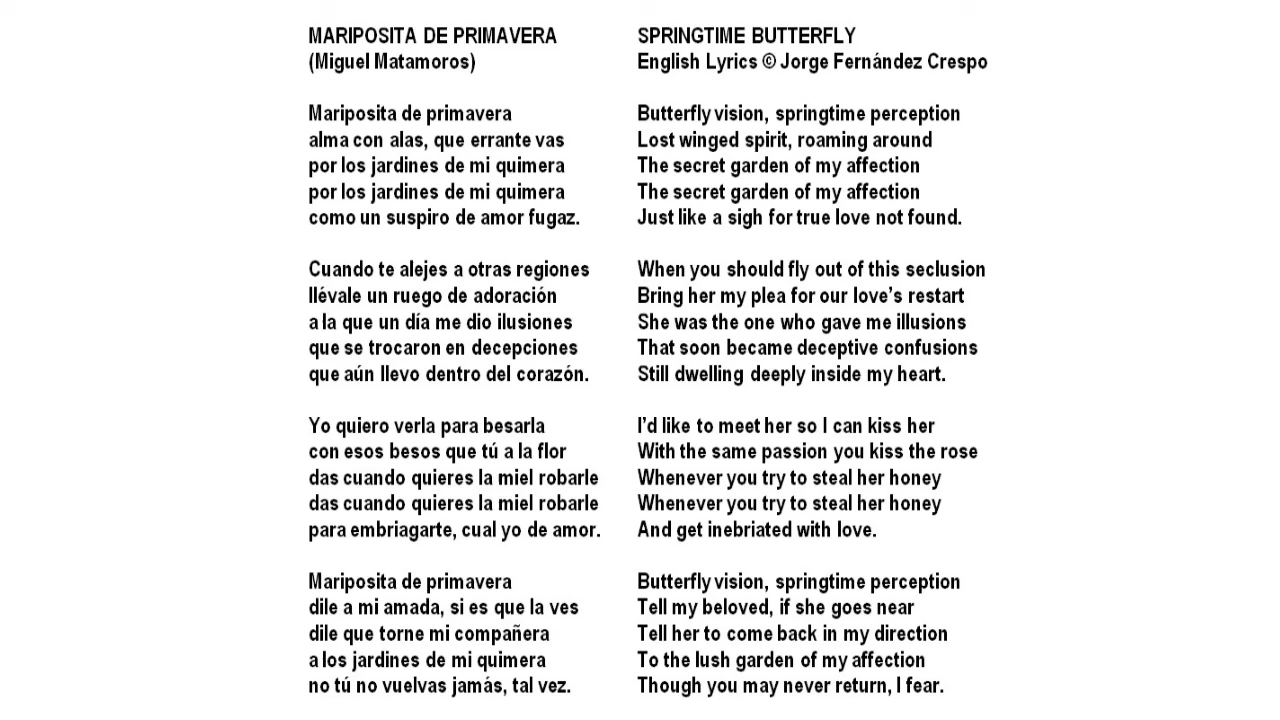 MARIPOSITA DE PRIMAVERA
(Miguel Matamoros)

Mariposita de primavera
alma con alas, que errante vas
por los jardines de mi quimera
por los jardines de mi quimera
como un suspiro de amor fugaz.

Cuando te alejes a otras regiones
llévale un ruego de adoración
a la que un día me dio ilusiones
que se trocaron en decepciones
que aún llevo dentro del corazón.

Yo quiero verla para besarla
con esos besos que tú a la flor
das cuando quieres la miel robarle
das cuando quieres la miel robarle
para embriagarte, cual yo de amor.

Mariposita de primavera
dile a mi amada, si es que la ves
dile que torne mi compañera
a los jardines de mi quimera
no tú no vuelvas jamás, tal vez.

SPRINGTIME BUTTERFLY
English Lyrics © Jorge Fernández Crespo

Butterfly vision, springtime perception
Lost winged spirit, roaming around
The secret garden of my affection
The secret garden of my affection
Just like a sigh for true love not found.

When you should fly out of this seclusion
Bring her my plea for our love’s restart
She was the one who gave me illusions
That soon became deceptive confusions
Still dwelling deeply inside my heart.

I’d like to meet her so I can kiss her
With the same passion you kiss the rose
Whenever you try to steal her honey
Whenever you try to steal her honey
And get inebriated with love.

Butterfly vision, springtime perception
Tell my beloved, if she goes near
Tell her to come back in my direction
To the lush garden of my affection
Though you may never return, I fear.